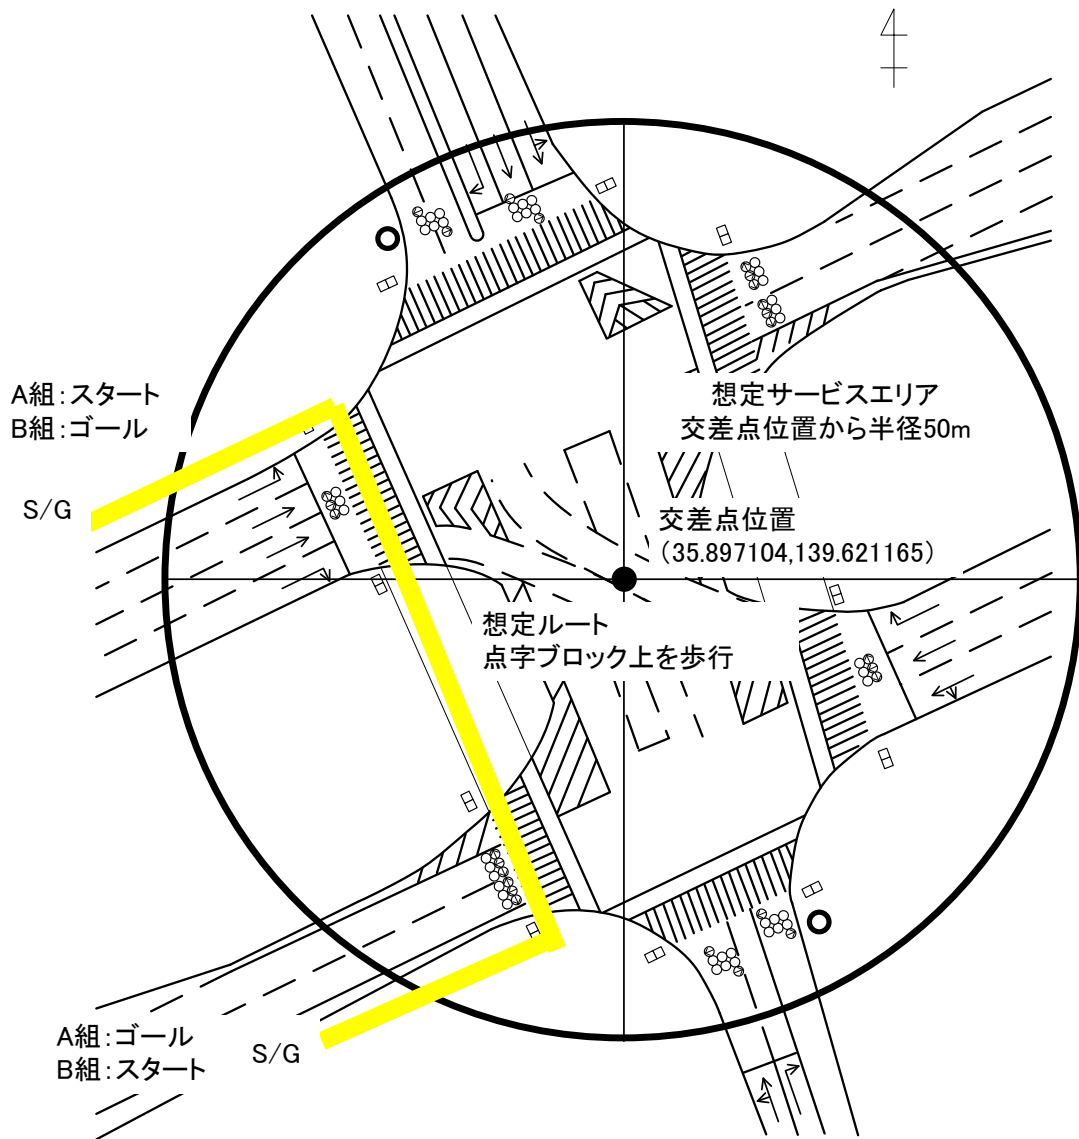 A組：スタート
B組：ゴール
S/G
想定サービスエリア
交差点位置から半径50m
交差点位置
（35.897104,139.621165）
想定ルート
点字ブロック上を歩行
A組：ゴール
B組：スタート
S/G